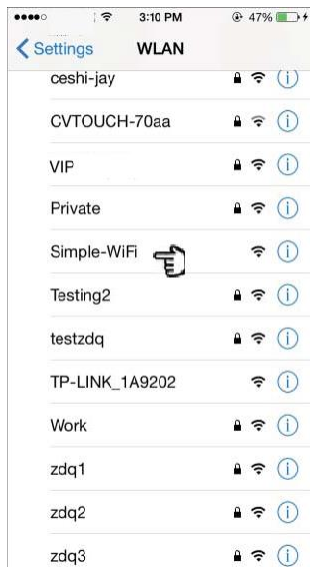 3:10 PM 47%
Settings WLAN
ceshi-jay
CVTOUCH-70aa
VIP
Private
Simple-WiFi
Testing2
testzdq
TP-LINK_1A9202
Work
zdq1
zdq2
zdq3